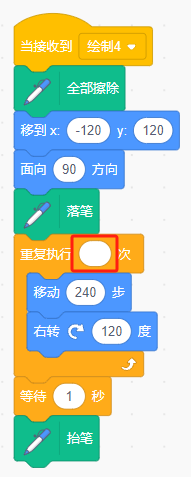 当接收到 绘制4
全部擦除
移到 x: -120 y: 120
面向 90 方向
落笔
重复执行 次
移动 240 步
右转 120 度
等待 1 秒
抬笔